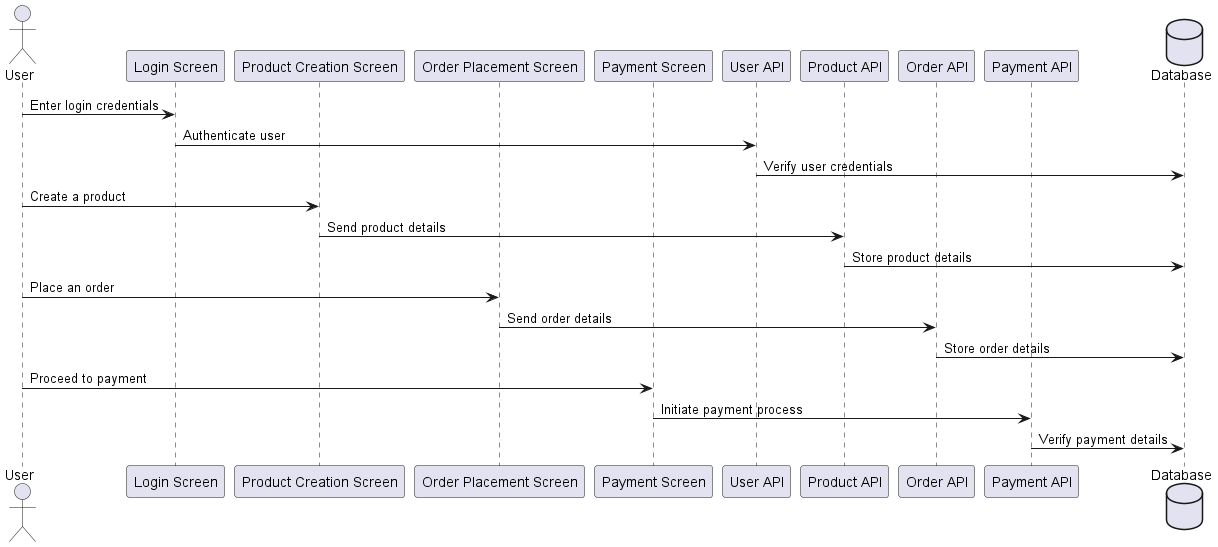 User
Login Screen
Product Creation Screen
Order Placement Screen
Payment Screen
User API
Product API
Order API
Payment API
Database
Enter login credentials
Authenticate user
Verify user credentials
Create a product
Send product details
Store product details
Place an order
Send order details
Store order details
Proceed to payment
Initiate payment process
Verify payment details
User
Login Screen
Product Creation Screen
Order Placement Screen
Payment Screen
User API
Product API
Order API
Payment API
Database